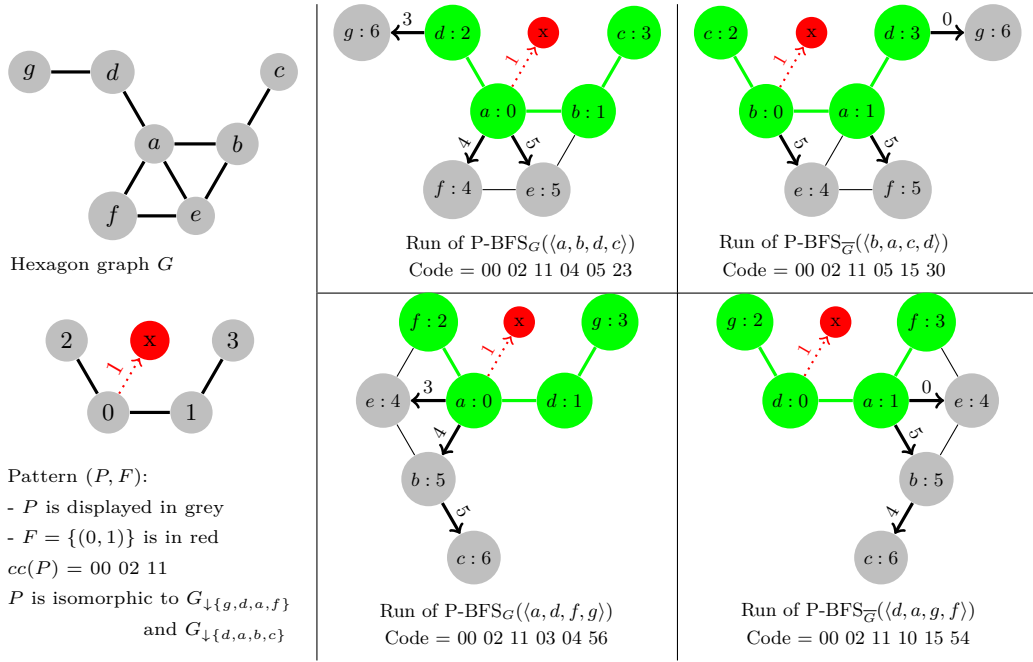 g
d
c
a
b
f
e
Hexagon graph G
2
x
3
1
0
1
Pattern (P, F):
- P is displayed in grey
- F = {(0, 1)} is in red
cc(P) = 00 02 11
P is isomorphic to G↓{g,d,a,f}
and G↓{d,a,b,c}
g : 6
3
d : 2
x
c : 3
1
a : 0
b : 1
4
5
f : 4
e : 5
Run of P-BFS_G(⟨a, b, d, c⟩)
Code = 00 02 11 04 05 23
c : 2
x
d : 3
0
g : 6
1
b : 0
a : 1
5
5
e : 4
f : 5
Run of P-BFS_G̅(⟨b, a, c, d⟩)
Code = 00 02 11 05 15 30
f : 2
x
g : 3
1
e : 4
3
a : 0
d : 1
4
b : 5
5
c : 6
Run of P-BFS_G(⟨a, d, f, g⟩)
Code = 00 02 11 03 04 56
g : 2
x
f : 3
1
d : 0
a : 1
0
e : 4
5
b : 5
4
c : 6
Run of P-BFS_G̅(⟨d, a, g, f⟩)
Code = 00 02 11 10 15 54